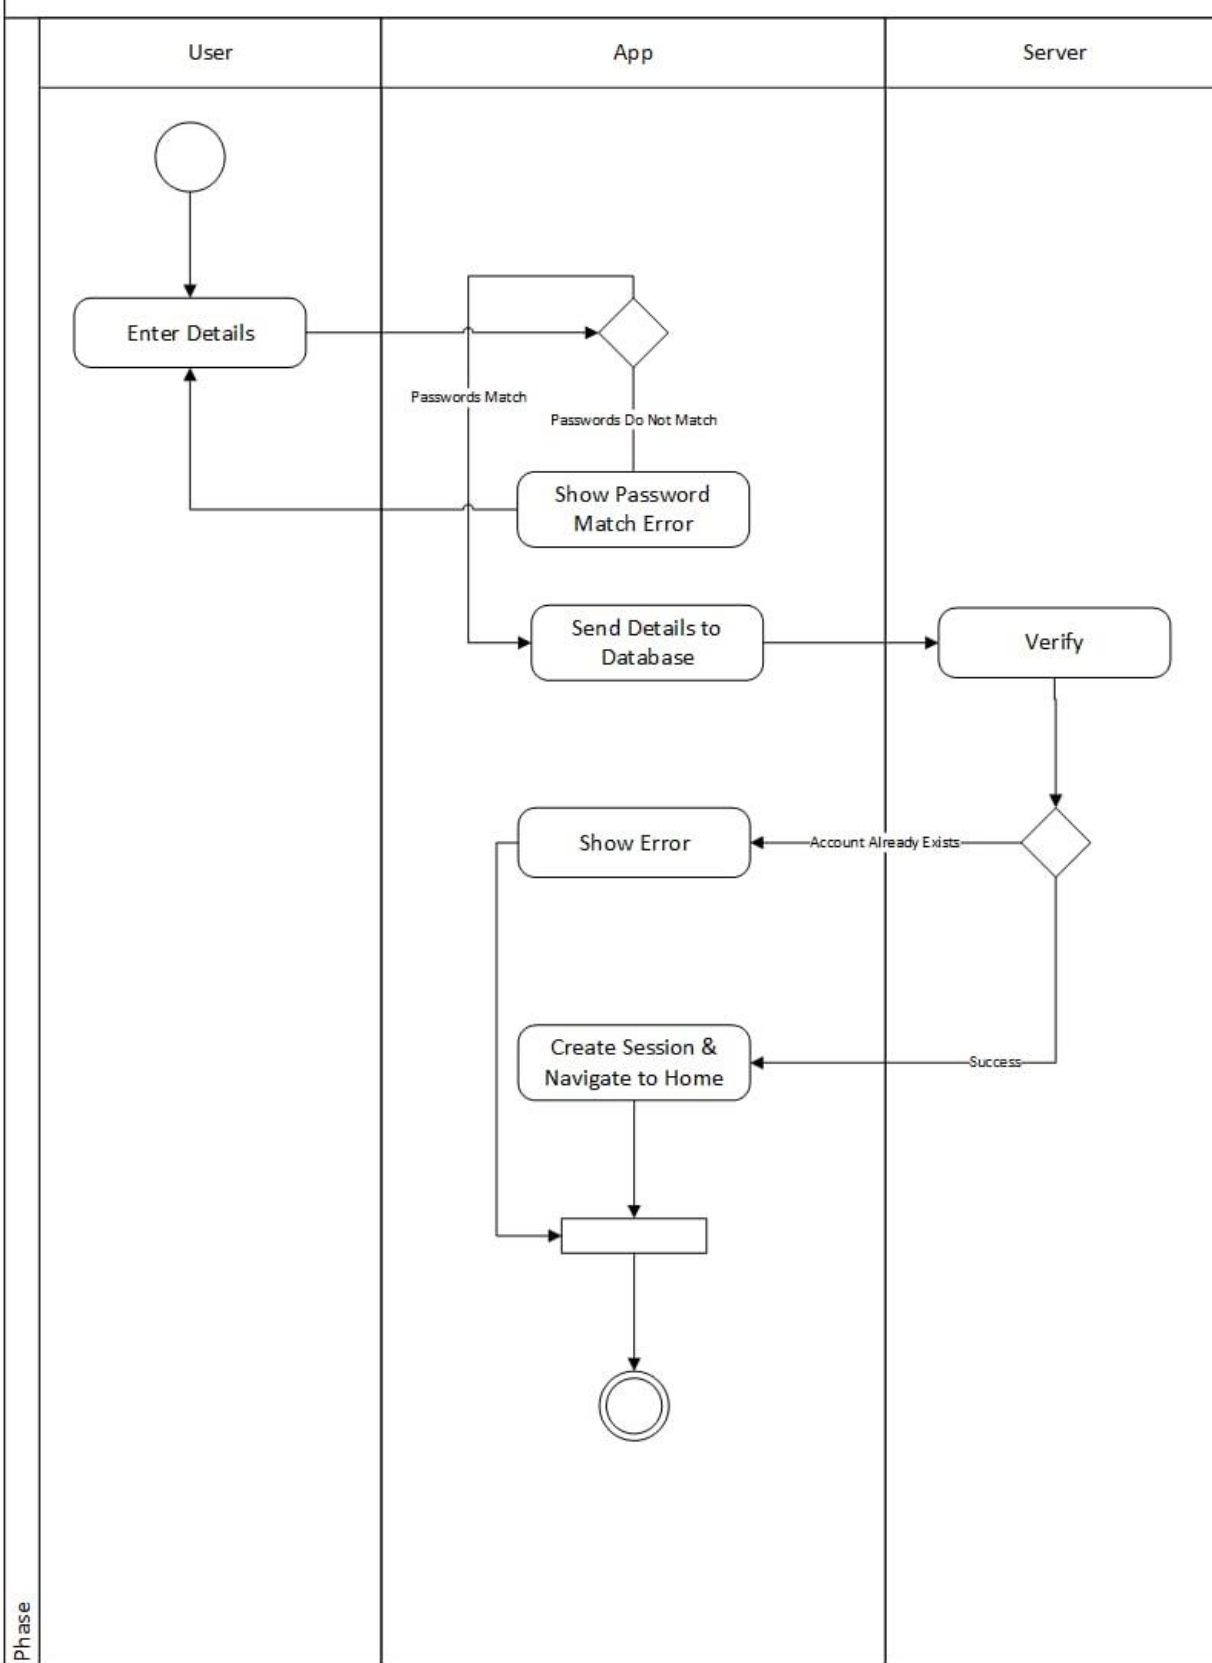 User
App
Server
Enter Details
Passwords Match
Passwords Do Not Match
Show Password
Match Error
Send Details to
Database
Verify
Show Error
Account Already Exists
Create Session &
Navigate to Home
Success
Phase